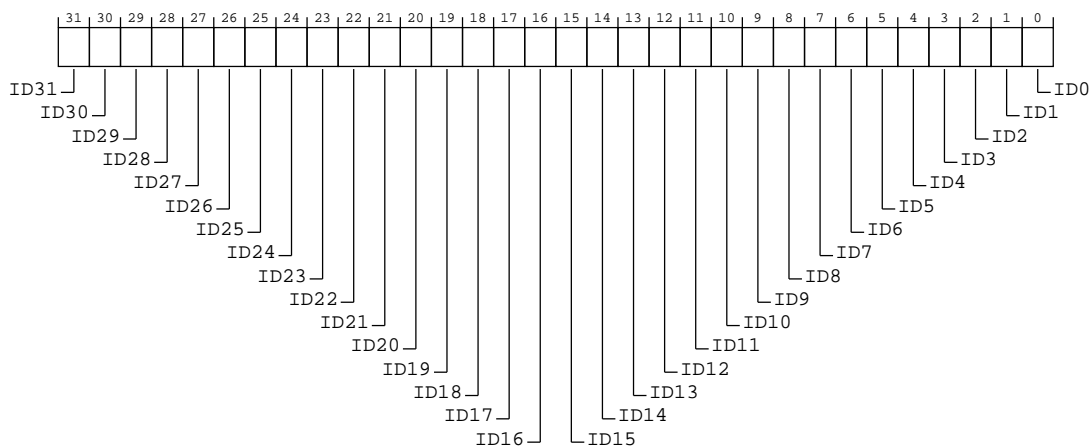 31 30 29 28 27 26 25 24 23 22 21 20 19 18 17 16 15 14 13 12 11 10 9 8 7 6 5 4 3 2 1 0
ID31 ID0
ID30 ID1
ID29 ID2
ID28 ID3
ID27 ID4
ID26 ID5
ID25 ID6
ID24 ID7
ID23 ID8
ID22 ID9
ID21 ID10
ID20 ID11
ID19 ID12
ID18 ID13
ID17 ID14
ID16 ID15